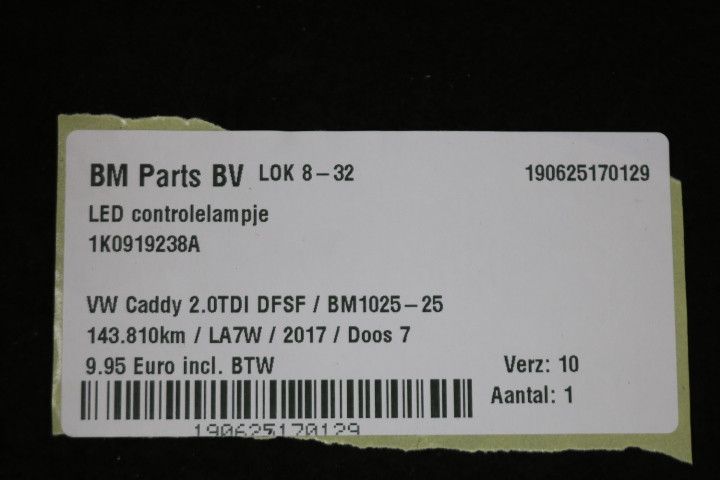 BM Parts BV LOK 8-32 190625170129
LED controlelampje
1K0919238A
VW Caddy 2.0TDI DFSF / BM1025-25
143.810km / LA7W / 2017 / Doos 7
9.95 Euro incl. BTW Verz: 10
Aantal: 1
190625170129